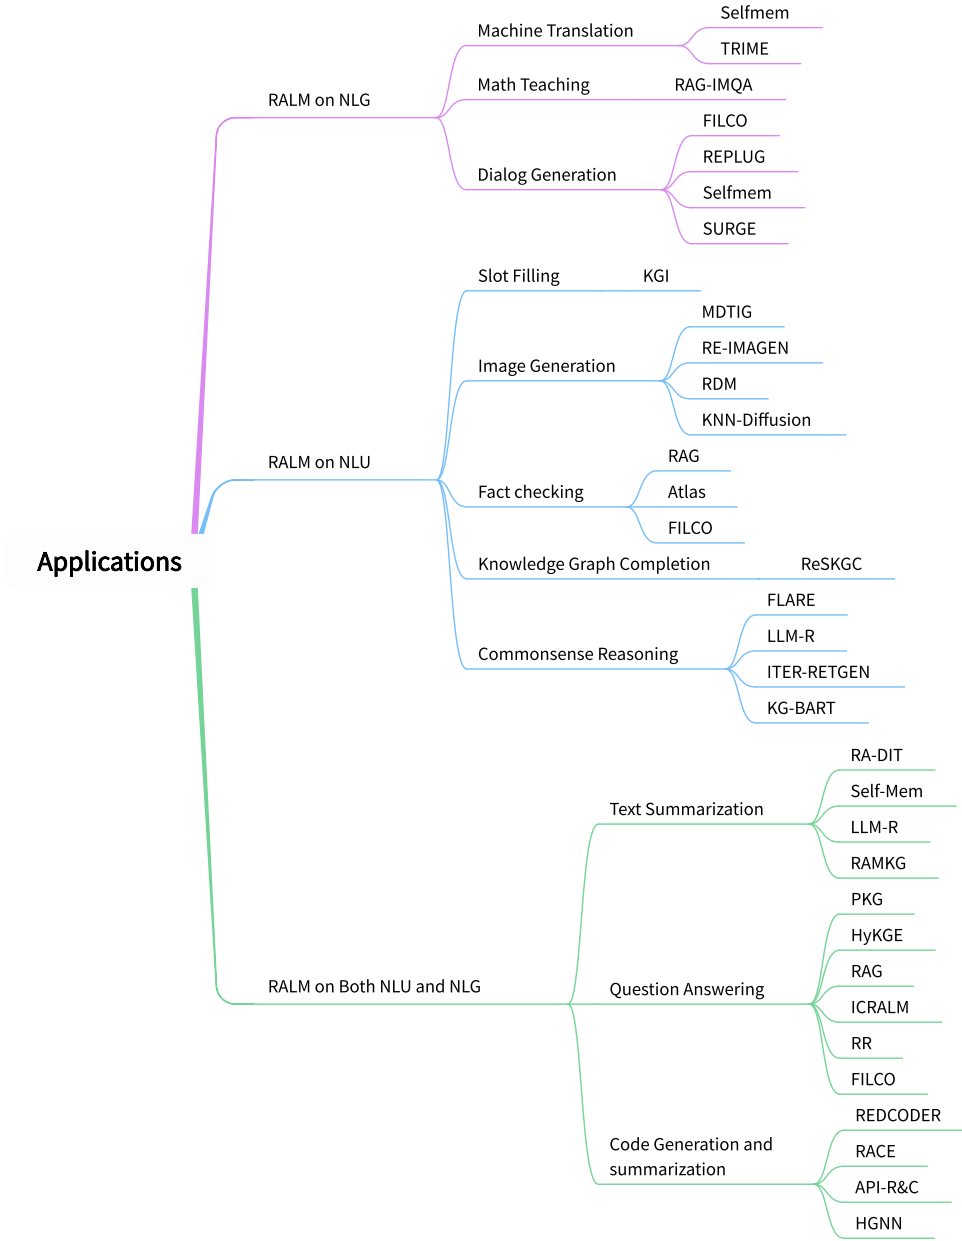 Applications
RALM on NLG
Machine Translation
Selfmem
TRIME
Math Teaching
RAG-IMQA
Dialog Generation
FILCO
REPLUG
Selfmem
SURGE
RALM on NLU
Slot Filling
KGI
Image Generation
MDTIG
RE-IMAGEN
RDM
KNN-Diffusion
Fact checking
RAG
Atlas
FILCO
Knowledge Graph Completion
ReSKGC
Commonsense Reasoning
FLARE
LLM-R
ITER-RETGEN
KG-BART
RALM on Both NLU and NLG
Text Summarization
RA-DIT
Self-Mem
LLM-R
RAMKG
Question Answering
PKG
HyKGE
RAG
ICRALM
RR
FILCO
Code Generation and
summarization
REDCODER
RACE
API-R&C
HGNN